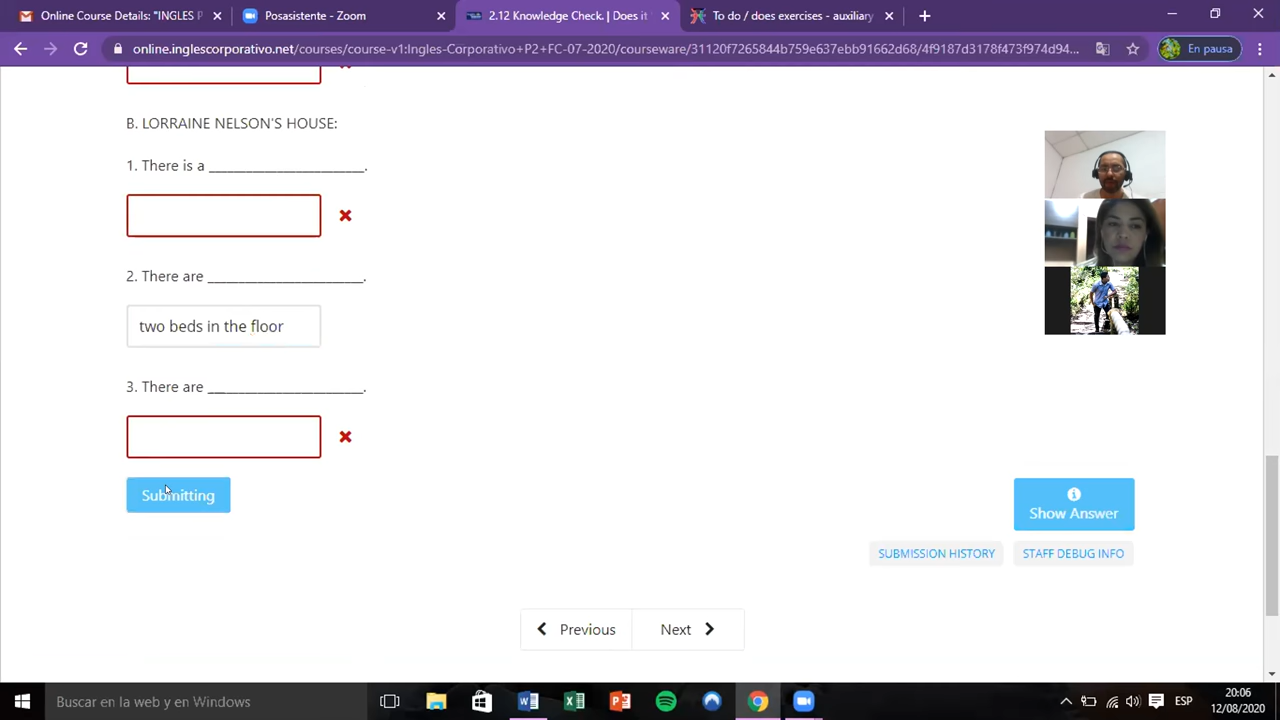 Online Course Details: "INGLES P
Posasistente - Zoom
2.12 Knowledge Check. | Does it
To do / does exercises - auxiliary
online.inglescorporativo.net/courses/course-v1:Ingles-Corporativo+P2+FC-07-2020/courseware/31120f7265844b759e637ebb91662d68/4f9187d3178f473f974d94...
En pausa
B. LORRAINE NELSON'S HOUSE:
1. There is a ______________________.
2. There are ______________________.
two beds in the floor
3. There are ______________________.
Submitting
Show Answer
SUBMISSION HISTORY
STAFF DEBUG INFO
Previous
Next
Buscar en la web y en Windows
ESP
20:06
12/08/2020